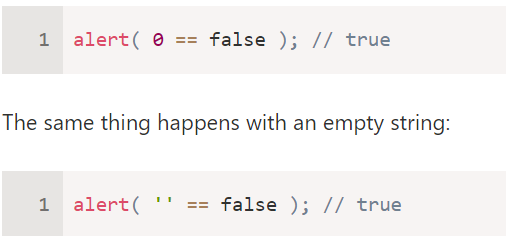 1 alert( 0 == false ); // true
The same thing happens with an empty string:
1 alert( '' == false ); // true